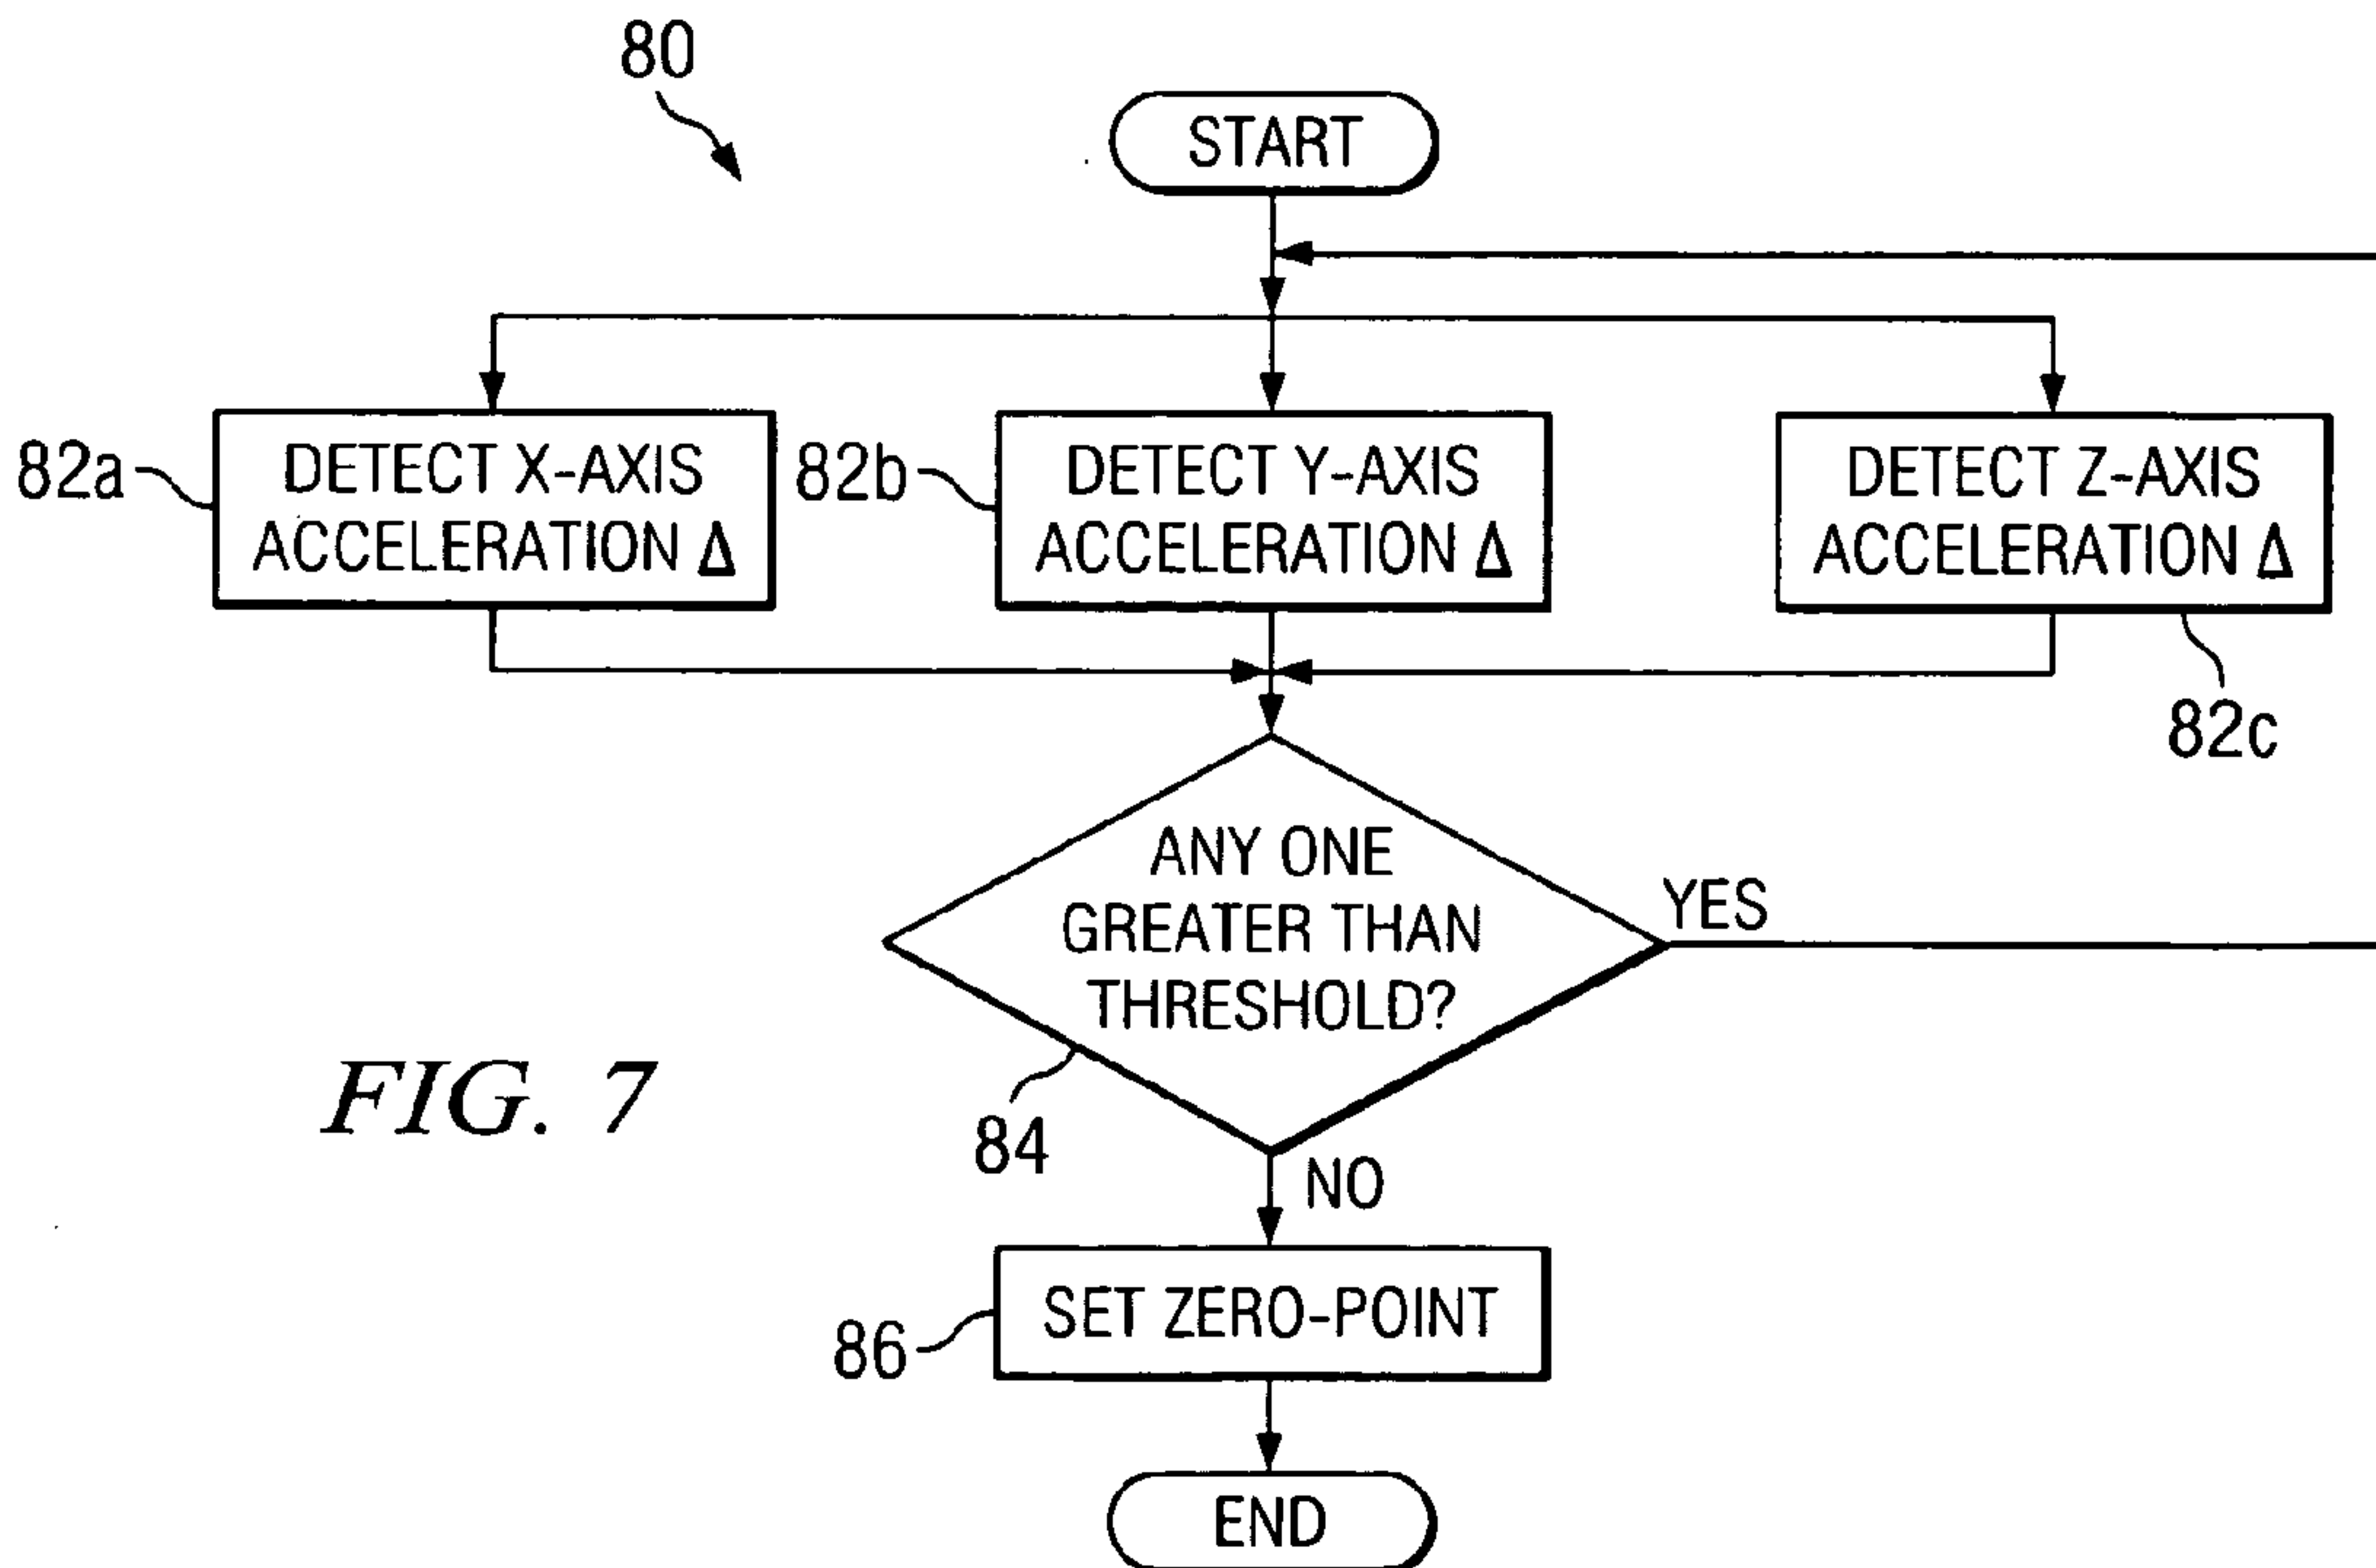 80
START
82a
DETECT X-AXIS
ACCELERATION Δ
82b
DETECT Y-AXIS
ACCELERATION Δ
DETECT Z-AXIS
ACCELERATION Δ
82c
ANY ONE
GREATER THAN
THRESHOLD?
YES
84
NO
FIG. 7
86
SET ZERO-POINT
END